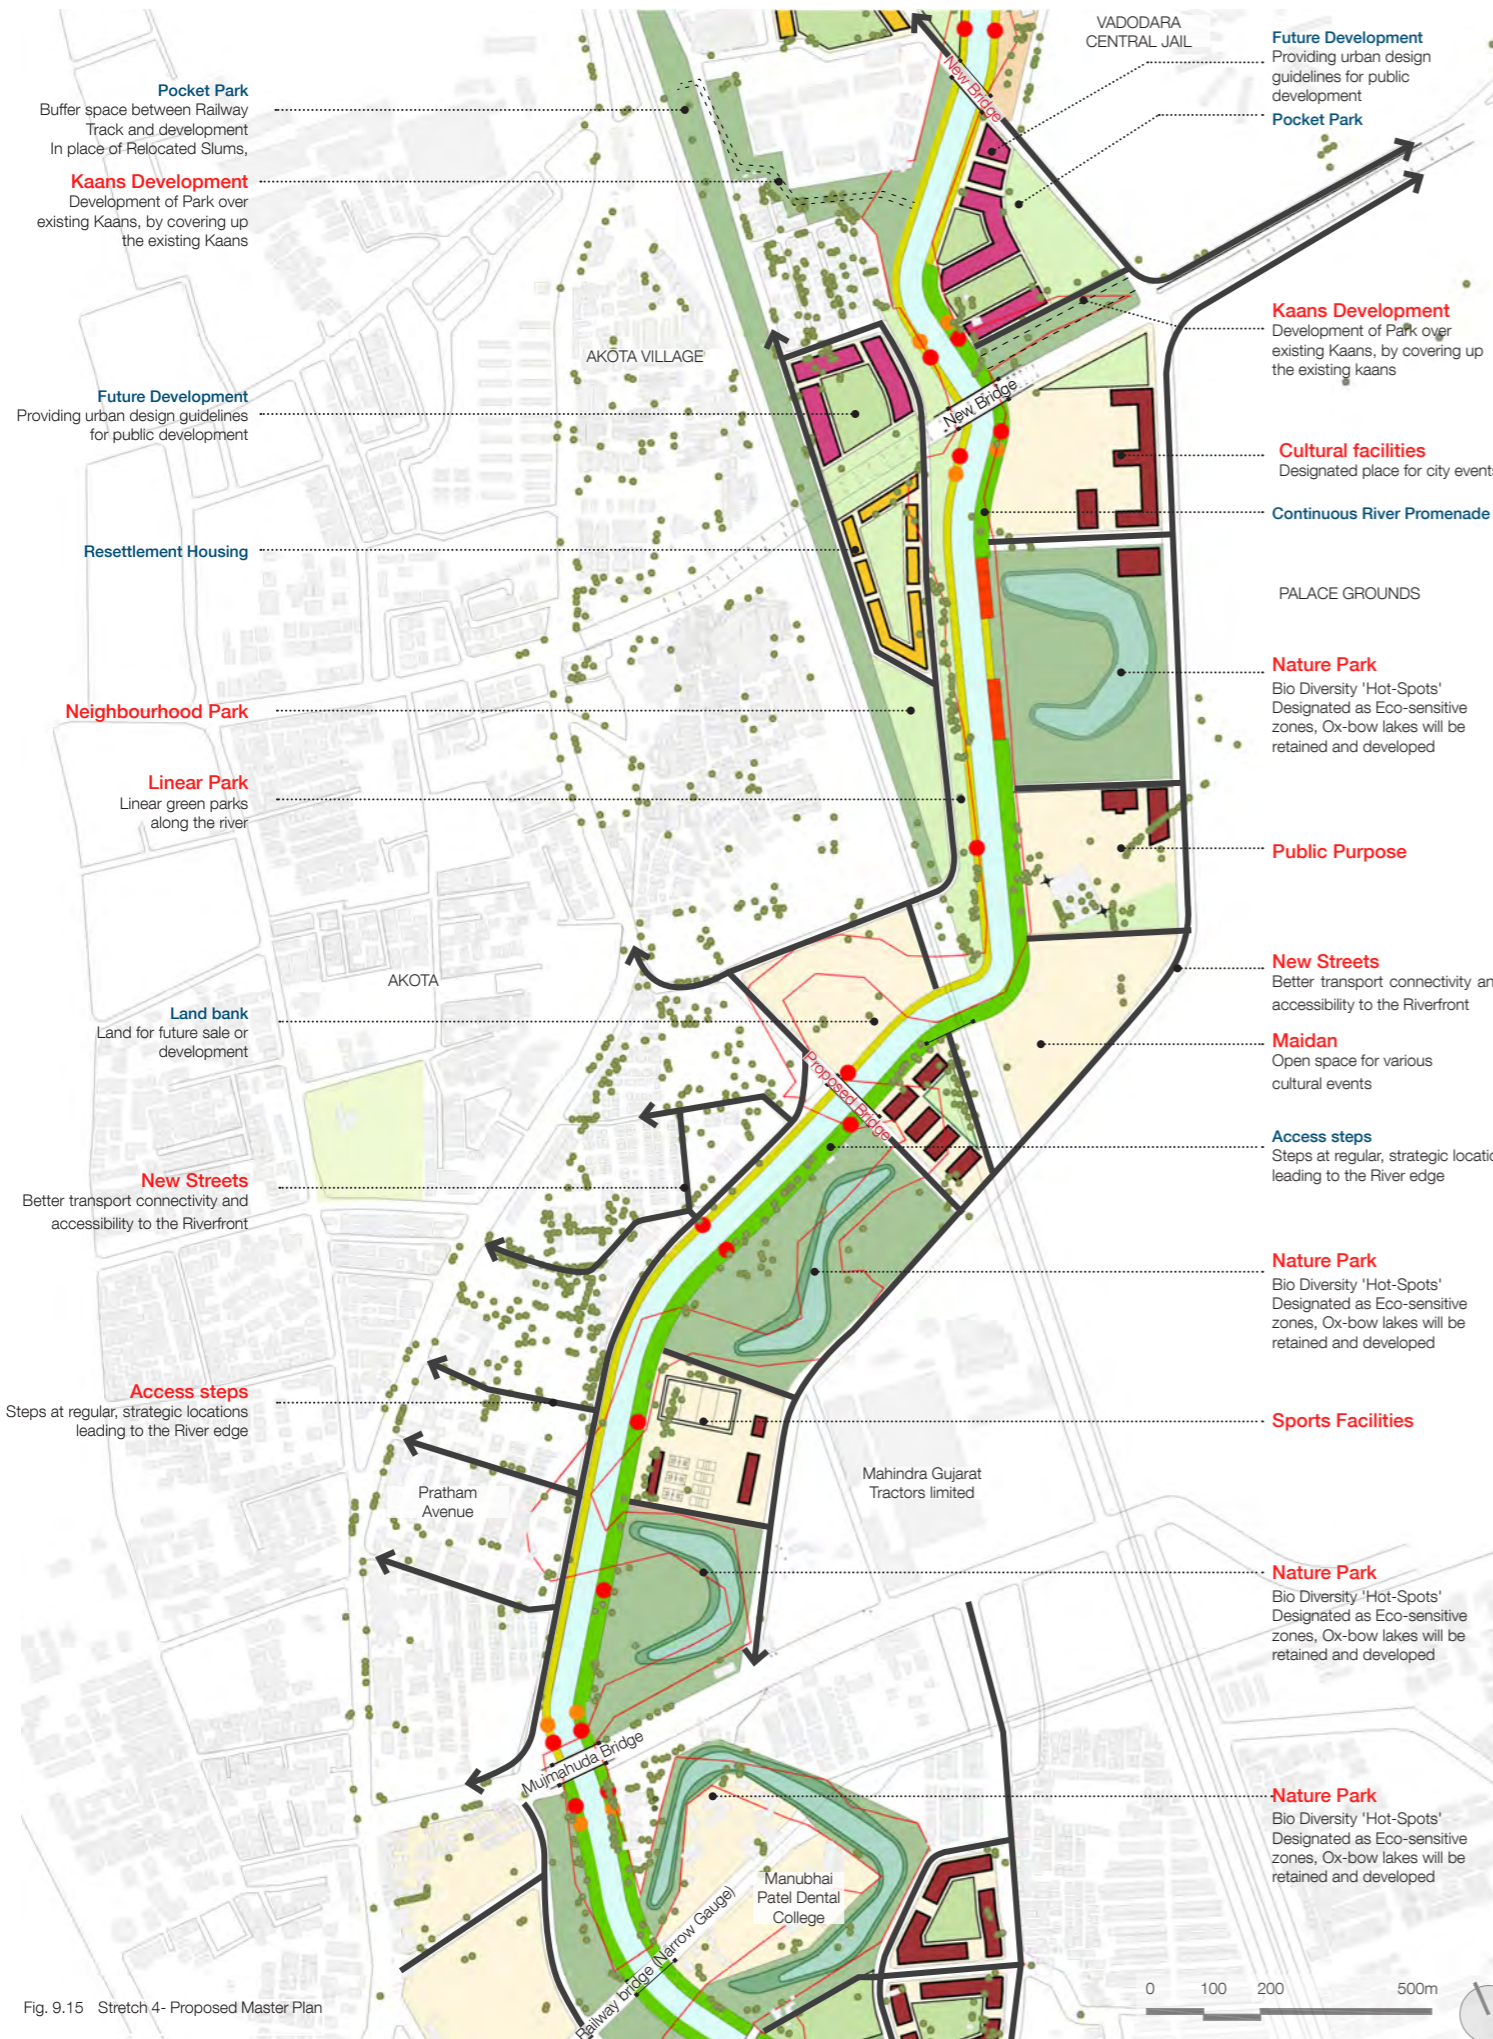 VADODARA
CENTRAL JAIL
Future Development
Providing urban design
guidelines for public
development
Pocket Park
New Bridge
Pocket Park
Buffer space between Railway
Track and development
In place of Relocated Slums,
Kaans Development
Development of Park over
existing Kaans, by covering up
the existing Kaans
Kaans Development
Development of Park over
existing Kaans, by covering up
the existing kaans
AKOTA VILLAGE
New Bridge
Future Development
Providing urban design guidelines
for public development
Cultural facilities
Designated place for city events
Continuous River Promenade
Resettlement Housing
PALACE GROUNDS
Nature Park
Bio Diversity 'Hot-Spots'
Designated as Eco-sensitive
zones, Ox-bow lakes will be
retained and developed
Neighbourhood Park
Linear Park
Linear green parks
along the river
Public Purpose
AKOTA
New Streets
Better transport connectivity an
accessibility to the Riverfront
Land bank
Land for future sale or
development
Maidan
Open space for various
cultural events
Proposed Bridge
Access steps
Steps at regular, strategic locatio
leading to the River edge
New Streets
Better transport connectivity and
accessibility to the Riverfront
Nature Park
Bio Diversity 'Hot-Spots'
Designated as Eco-sensitive
zones, Ox-bow lakes will be
retained and developed
Access steps
Steps at regular, strategic locations
leading to the River edge
Sports Facilities
Pratham
Avenue
Mahindra Gujarat
Tractors limited
Nature Park
Bio Diversity 'Hot-Spots'
Designated as Eco-sensitive
zones, Ox-bow lakes will be
retained and developed
Mujmahuda Bridge
Nature Park
Bio Diversity 'Hot-Spots'
Designated as Eco-sensitive
zones, Ox-bow lakes will be
retained and developed
Manubhai
Patel Dental
College
Railway bridge (Narrow Gauge)
0 100 200 500m
Fig. 9.15 Stretch 4- Proposed Master Plan